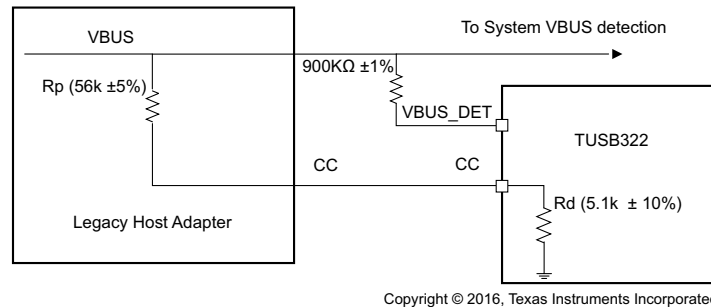 VBUS
To System VBUS detection
900KΩ ±1%
Rp (56k ±5%)
VBUS_DET
TUSB322
CC
CC
Rd (5.1k ± 10%)
Legacy Host Adapter
Copyright © 2016, Texas Instruments Incorporated